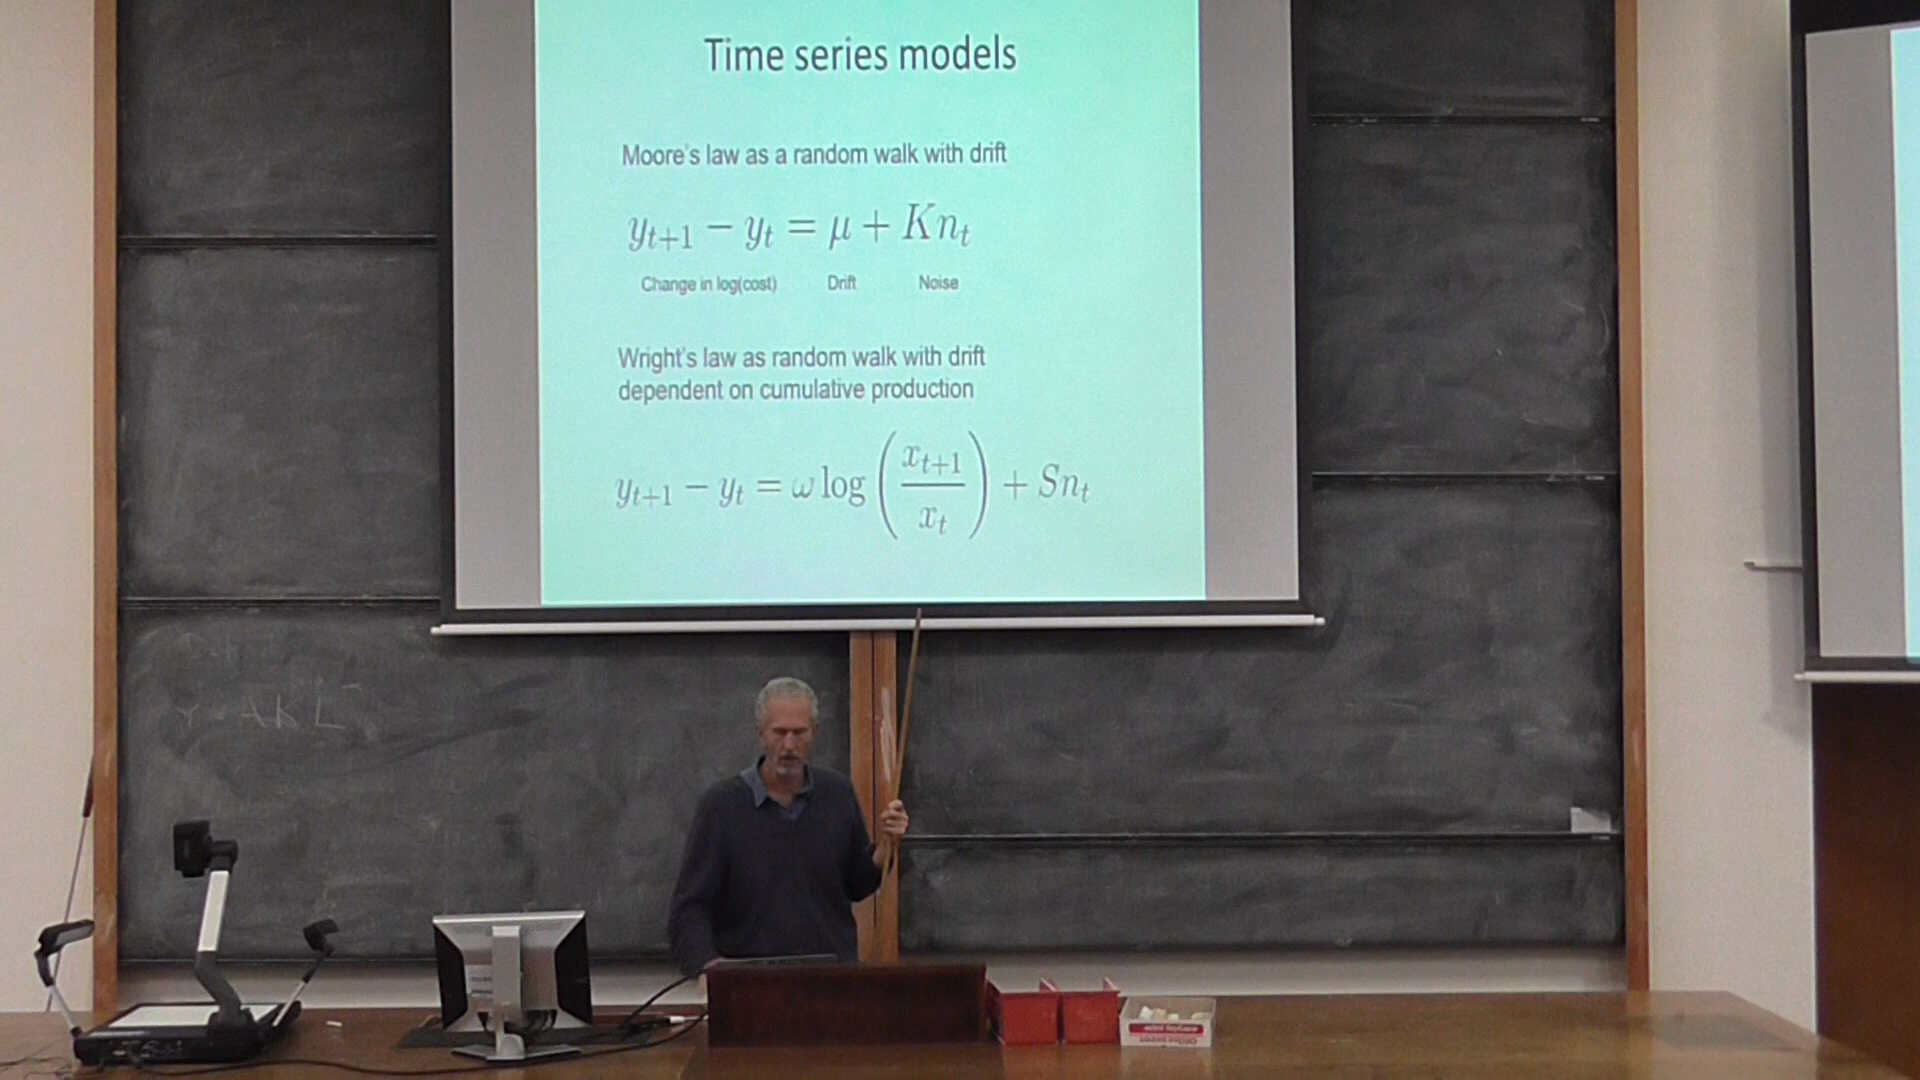 Time series models
Moore's law as a random walk with drift
y_{t+1} − y_t = μ + Kn_t
Change in log(cost) Drift Noise
Wright's law as random walk with drift
dependent on cumulative production
y_{t+1} − y_t = ω log (x_{t+1} / x_t) + Sn_t
AKL